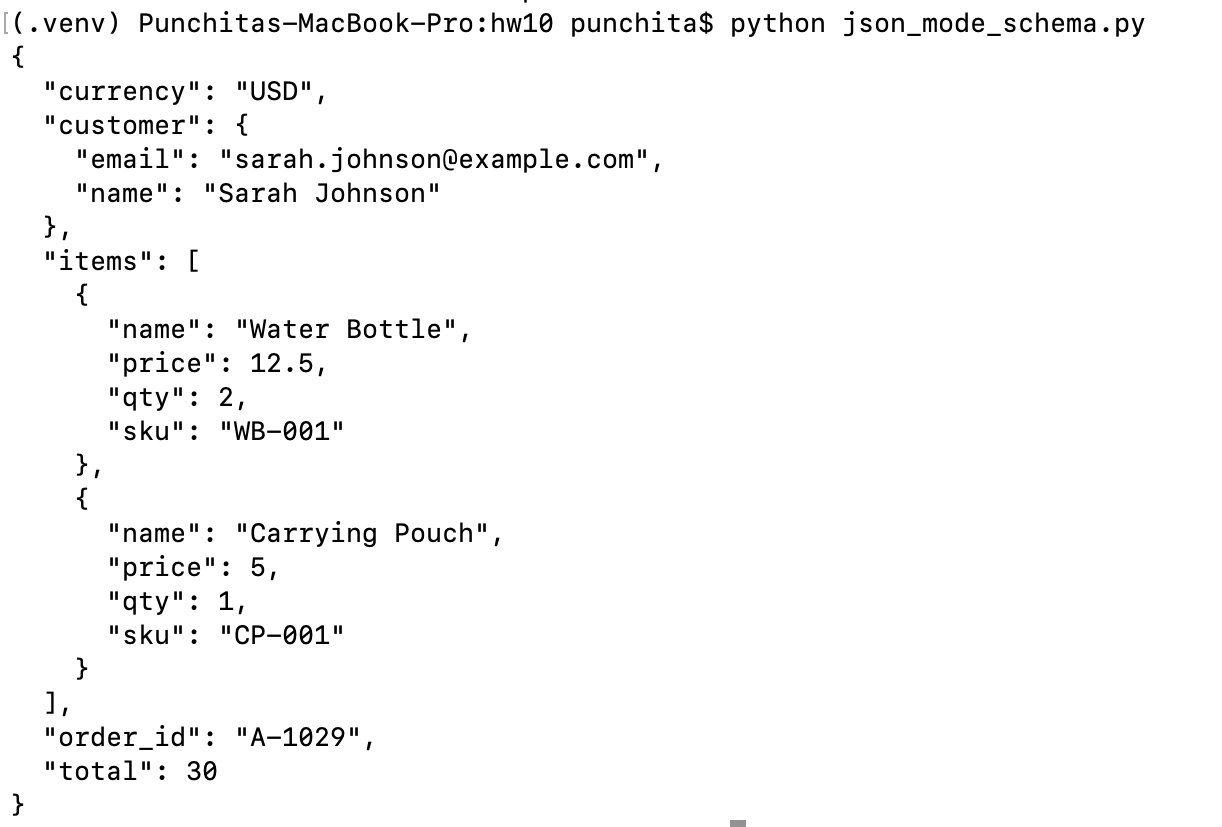 [(.venv) Punchitas-MacBook-Pro:hw10 punchita$ python json_mode_schema.py
{
  "currency": "USD",
  "customer": {
    "email": "sarah.johnson@example.com",
    "name": "Sarah Johnson"
  },
  "items": [
    {
      "name": "Water Bottle",
      "price": 12.5,
      "qty": 2,
      "sku": "WB-001"
    },
    {
      "name": "Carrying Pouch",
      "price": 5,
      "qty": 1,
      "sku": "CP-001"
    }
  ],
  "order_id": "A-1029",
  "total": 30
}